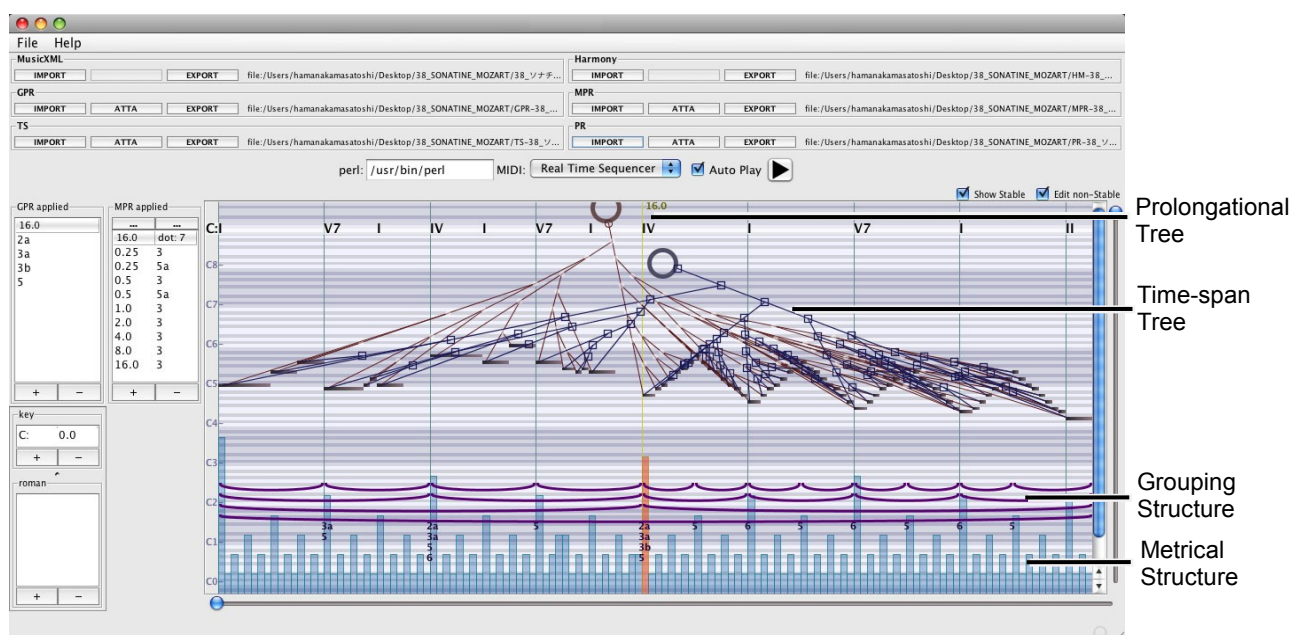 File Help
MusicXML
IMPORT EXPORT file:/Users/hamanakamasatoshi/Desktop/38_SONATINE_MOZART/38_ソナチ...
Harmony
IMPORT EXPORT file:/Users/hamanakamasatoshi/Desktop/38_SONATINE_MOZART/HM-38_...
GPR
IMPORT ATTA EXPORT file:/Users/hamanakamasatoshi/Desktop/38_SONATINE_MOZART/GPR-38_...
MPR
IMPORT ATTA EXPORT file:/Users/hamanakamasatoshi/Desktop/38_SONATINE_MOZART/MPR-38_...
TS
IMPORT ATTA EXPORT file:/Users/hamanakamasatoshi/Desktop/38_SONATINE_MOZART/TS-38_ソ...
PR
IMPORT ATTA EXPORT file:/Users/hamanakamasatoshi/Desktop/38_SONATINE_MOZART/PR-38_ソ...
perl: /usr/bin/perl MIDI: Real Time Sequencer Auto Play
Show Stable Edit non-Stable
GPR applied
16.0
2a
3a
3b
5
+ −
MPR applied
... ...
16.0 dot: 7
0.25 3
0.25 5a
0.5 3
0.5 5a
1.0 3
2.0 3
4.0 3
8.0 3
16.0 3
+ −
key
C: 0.0
+ −
roman
+ −
16.0
C:I V7 I IV I V7 I IV I V7 I II
C8
C7
C6
C5
C4
C3
C2
C1
C0
3a 2a 5 2a 5 6 5 6 5 6 5
5 3a 3a
5 3b
6 5
Prolongational
Tree
Time-span
Tree
Grouping
Structure
Metrical
Structure